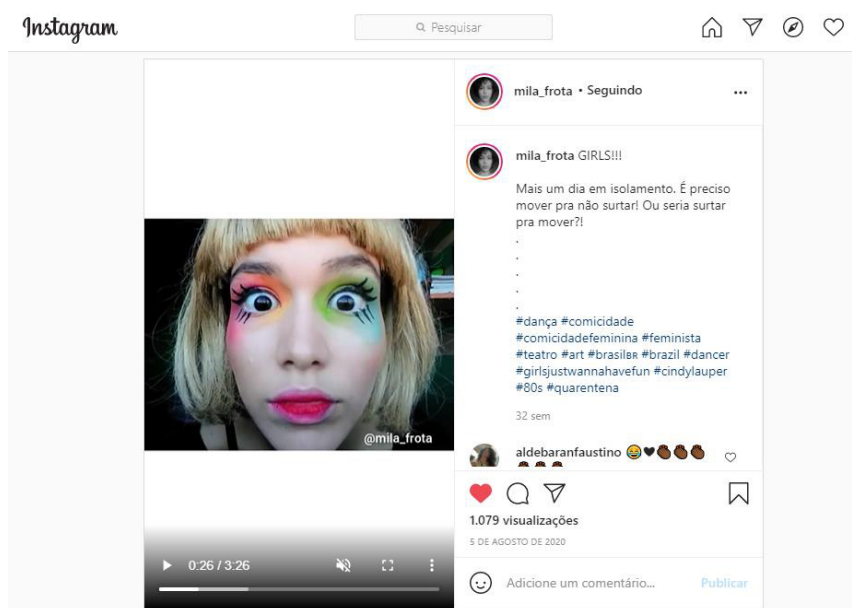 Instagram
Pesquisar
mila_frota • Seguindo
@mila_frota
0:26 / 3:26
mila_frota GIRLS!!!
Mais um dia em isolamento. É preciso
mover pra não surtar! Ou seria surtar
pra mover?!
.
.
.
.
.
#dança #comicidade
#comicidadefeminina #feminista
#teatro #art #brasil🇧🇷 #brazil #dancer
#girlsjustwannahavefun #cindylauper
#80s #quarentena
32 sem
aldebaranfaustino 😂🖤👏🏾👏🏾👏🏾
1.079 visualizações
5 DE AGOSTO DE 2020
Adicione um comentário... Publicar